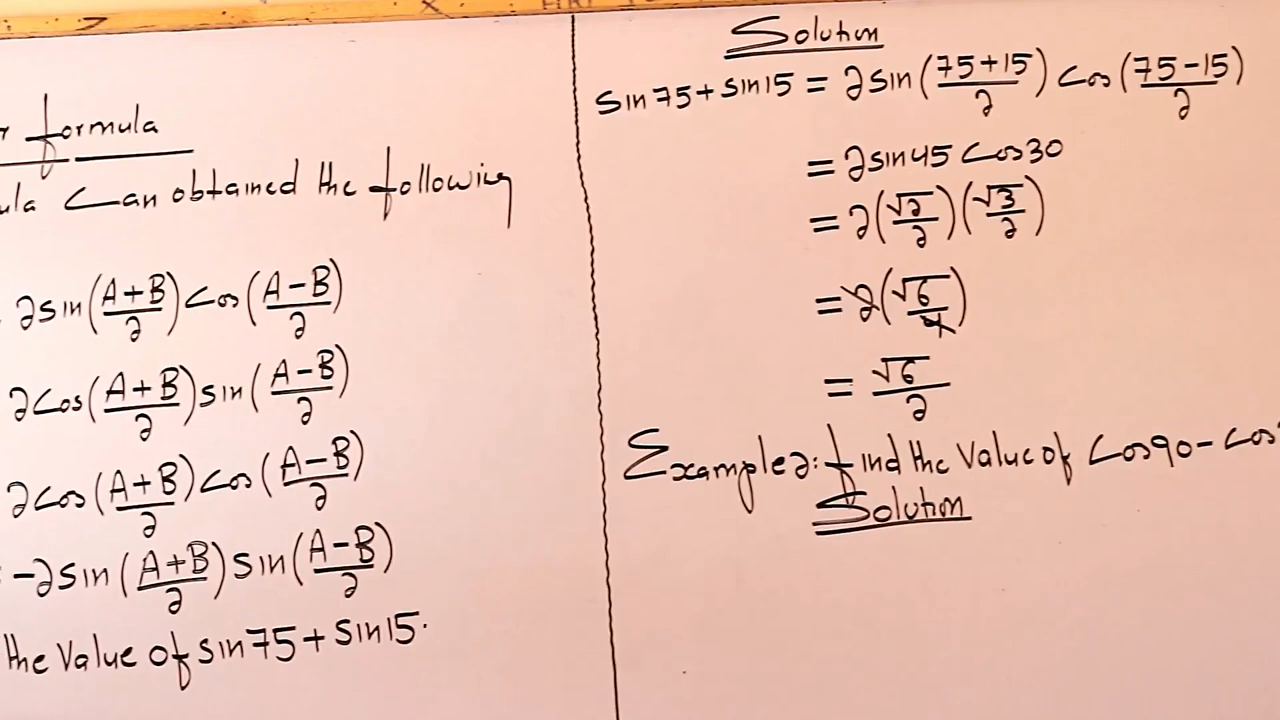 formula
can obtained the following
2sin(A+B/2)cos(A-B/2)
2cos(A+B/2)sin(A-B/2)
2cos(A+B/2)cos(A-B/2)
-2sin(A+B/2)sin(A-B/2)
the value of sin75+sin15.
Solution
sin75+sin15 = 2sin(75+15/2)cos(75-15/2)
= 2sin45 cos30
= 2(√2/2)(√3/2)
= 2(√6/4)
= √6/2
Example2: find the value of cos90-cos
Solution